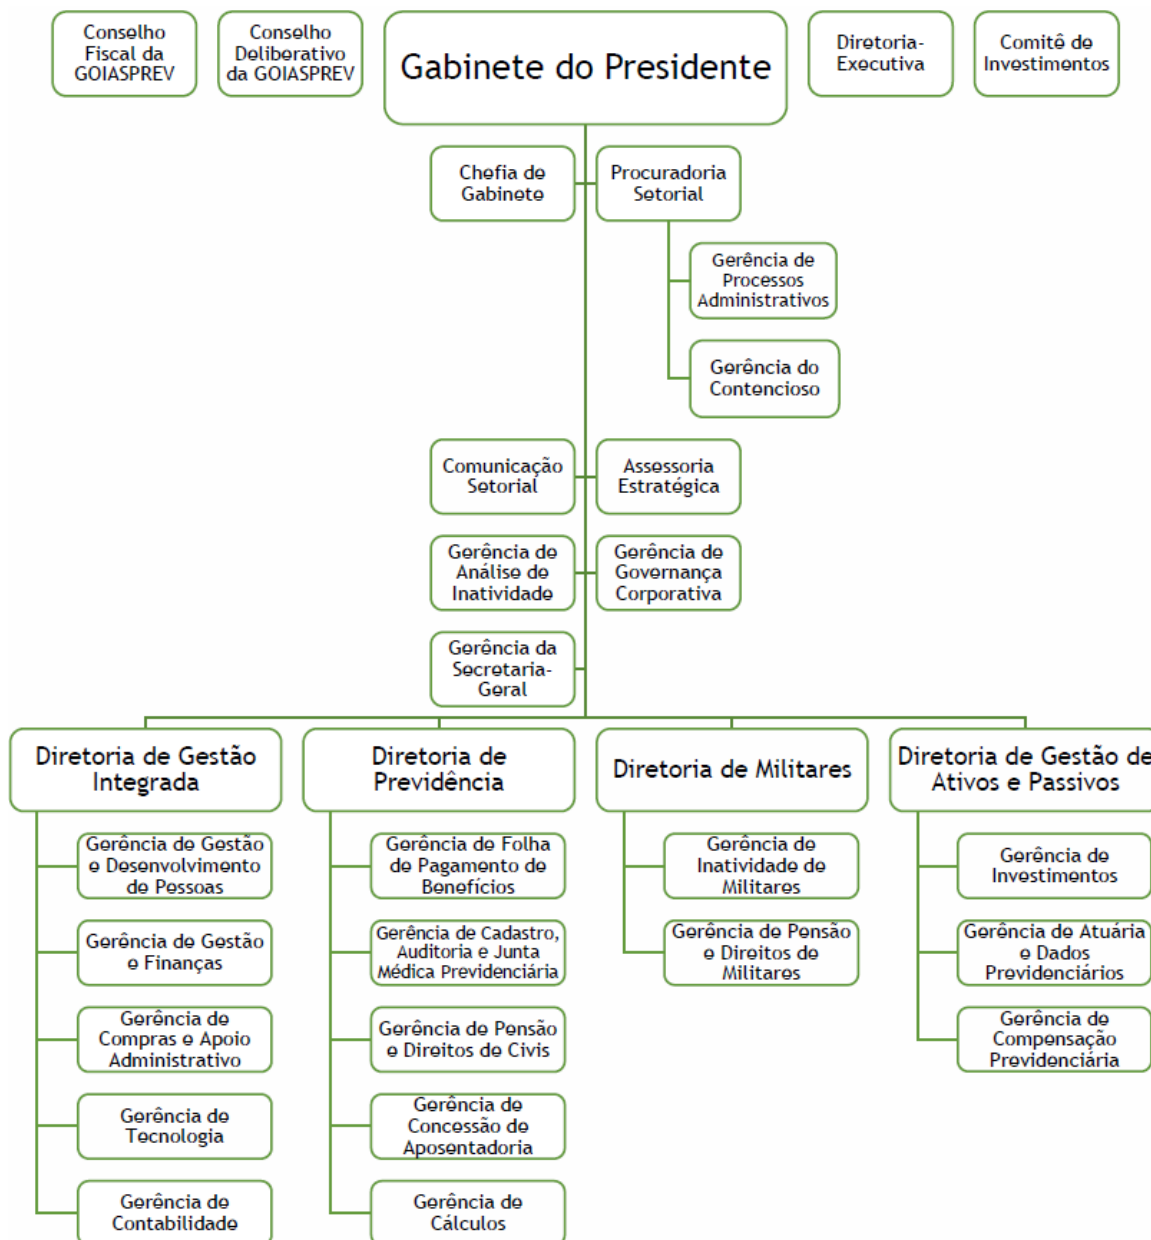 Conselho
Fiscal da
GOIASPREV
Conselho
Deliberativo
da GOIASPREV
Gabinete do Presidente
Diretoria-
Executiva
Comitê de
Investimentos
Chefia de
Gabinete
Procuradoria
Setorial
Gerência de
Processos
Administrativos
Gerência do
Contencioso
Comunicação
Setorial
Assessoria
Estratégica
Gerência de
Análise de
Inatividade
Gerência de
Governança
Corporativa
Gerência da
Secretaria-
Geral
Diretoria de Gestão
Integrada
Diretoria de
Previdência
Diretoria de Militares
Diretoria de Gestão de
Ativos e Passivos
Gerência de Gestão
e Desenvolvimento
de Pessoas
Gerência de Folha
de Pagamento de
Benefícios
Gerência de
Inatividade de
Militares
Gerência de
Investimentos
Gerência de Gestão
e Finanças
Gerência de Cadastro,
Auditoria e Junta
Médica Previdenciária
Gerência de Pensão
e Direitos de
Militares
Gerência de Atuária
e Dados
Previdenciários
Gerência de
Compras e Apoio
Administrativo
Gerência de Pensão
e Direitos de Civis
Gerência de
Compensação
Previdenciária
Gerência de
Tecnologia
Gerência de
Concessão de
Aposentadoria
Gerência de
Contabilidade
Gerência de
Cálculos